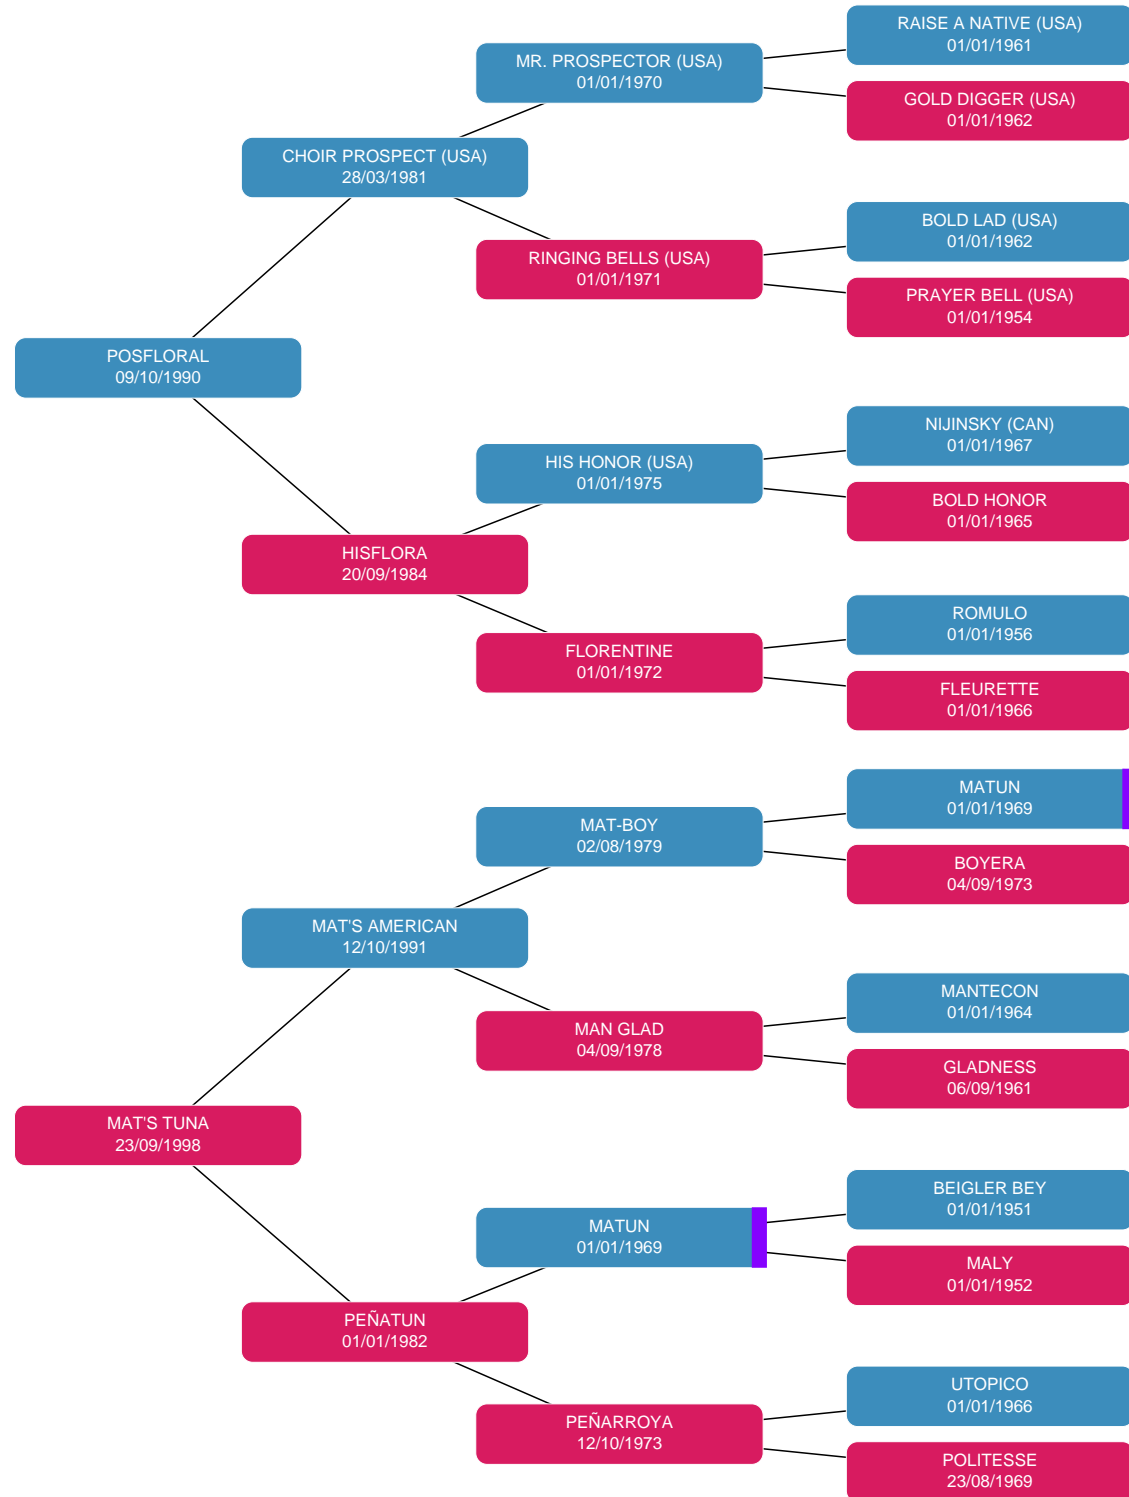 RAISE A NATIVE (USA)
01/01/1961
MR. PROSPECTOR (USA)
01/01/1970
GOLD DIGGER (USA)
01/01/1962
CHOIR PROSPECT (USA)
28/03/1981
BOLD LAD (USA)
01/01/1962
RINGING BELLS (USA)
01/01/1971
PRAYER BELL (USA)
01/01/1954
POSFLORAL
09/10/1990
NIJINSKY (CAN)
01/01/1967
HIS HONOR (USA)
01/01/1975
BOLD HONOR
01/01/1965
HISFLORA
20/09/1984
ROMULO
01/01/1956
FLORENTINE
01/01/1972
FLEURETTE
01/01/1966
MATUN
01/01/1969
MAT-BOY
02/08/1979
BOYERA
04/09/1973
MAT'S AMERICAN
12/10/1991
MANTECON
01/01/1964
MAN GLAD
04/09/1978
GLADNESS
06/09/1961
MAT'S TUNA
23/09/1998
BEIGLER BEY
01/01/1951
MATUN
01/01/1969
MALY
01/01/1952
PEÑATUN
01/01/1982
UTOPICO
01/01/1966
PEÑARROYA
12/10/1973
POLITESSE
23/08/1969